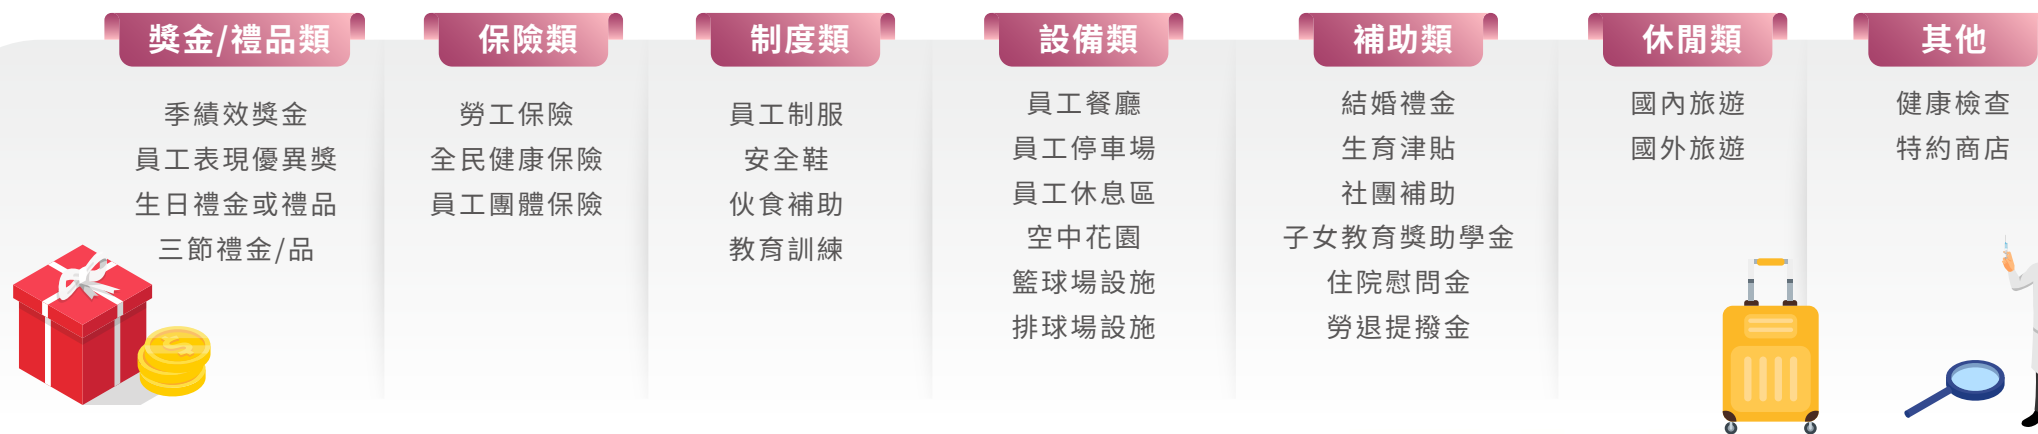 獎金/禮品類
季績效獎金
員工表現優異獎
生日禮金或禮品
三節禮金/品
保險類
勞工保險
全民健康保險
員工團體保險
制度類
員工制服
安全鞋
伙食補助
教育訓練
設備類
員工餐廳
員工停車場
員工休息區
空中花園
籃球場設施
排球場設施
補助類
結婚禮金
生育津貼
社團補助
子女教育獎助學金
住院慰問金
勞退提撥金
休閒類
國內旅遊
國外旅遊
其他
健康檢查
特約商店